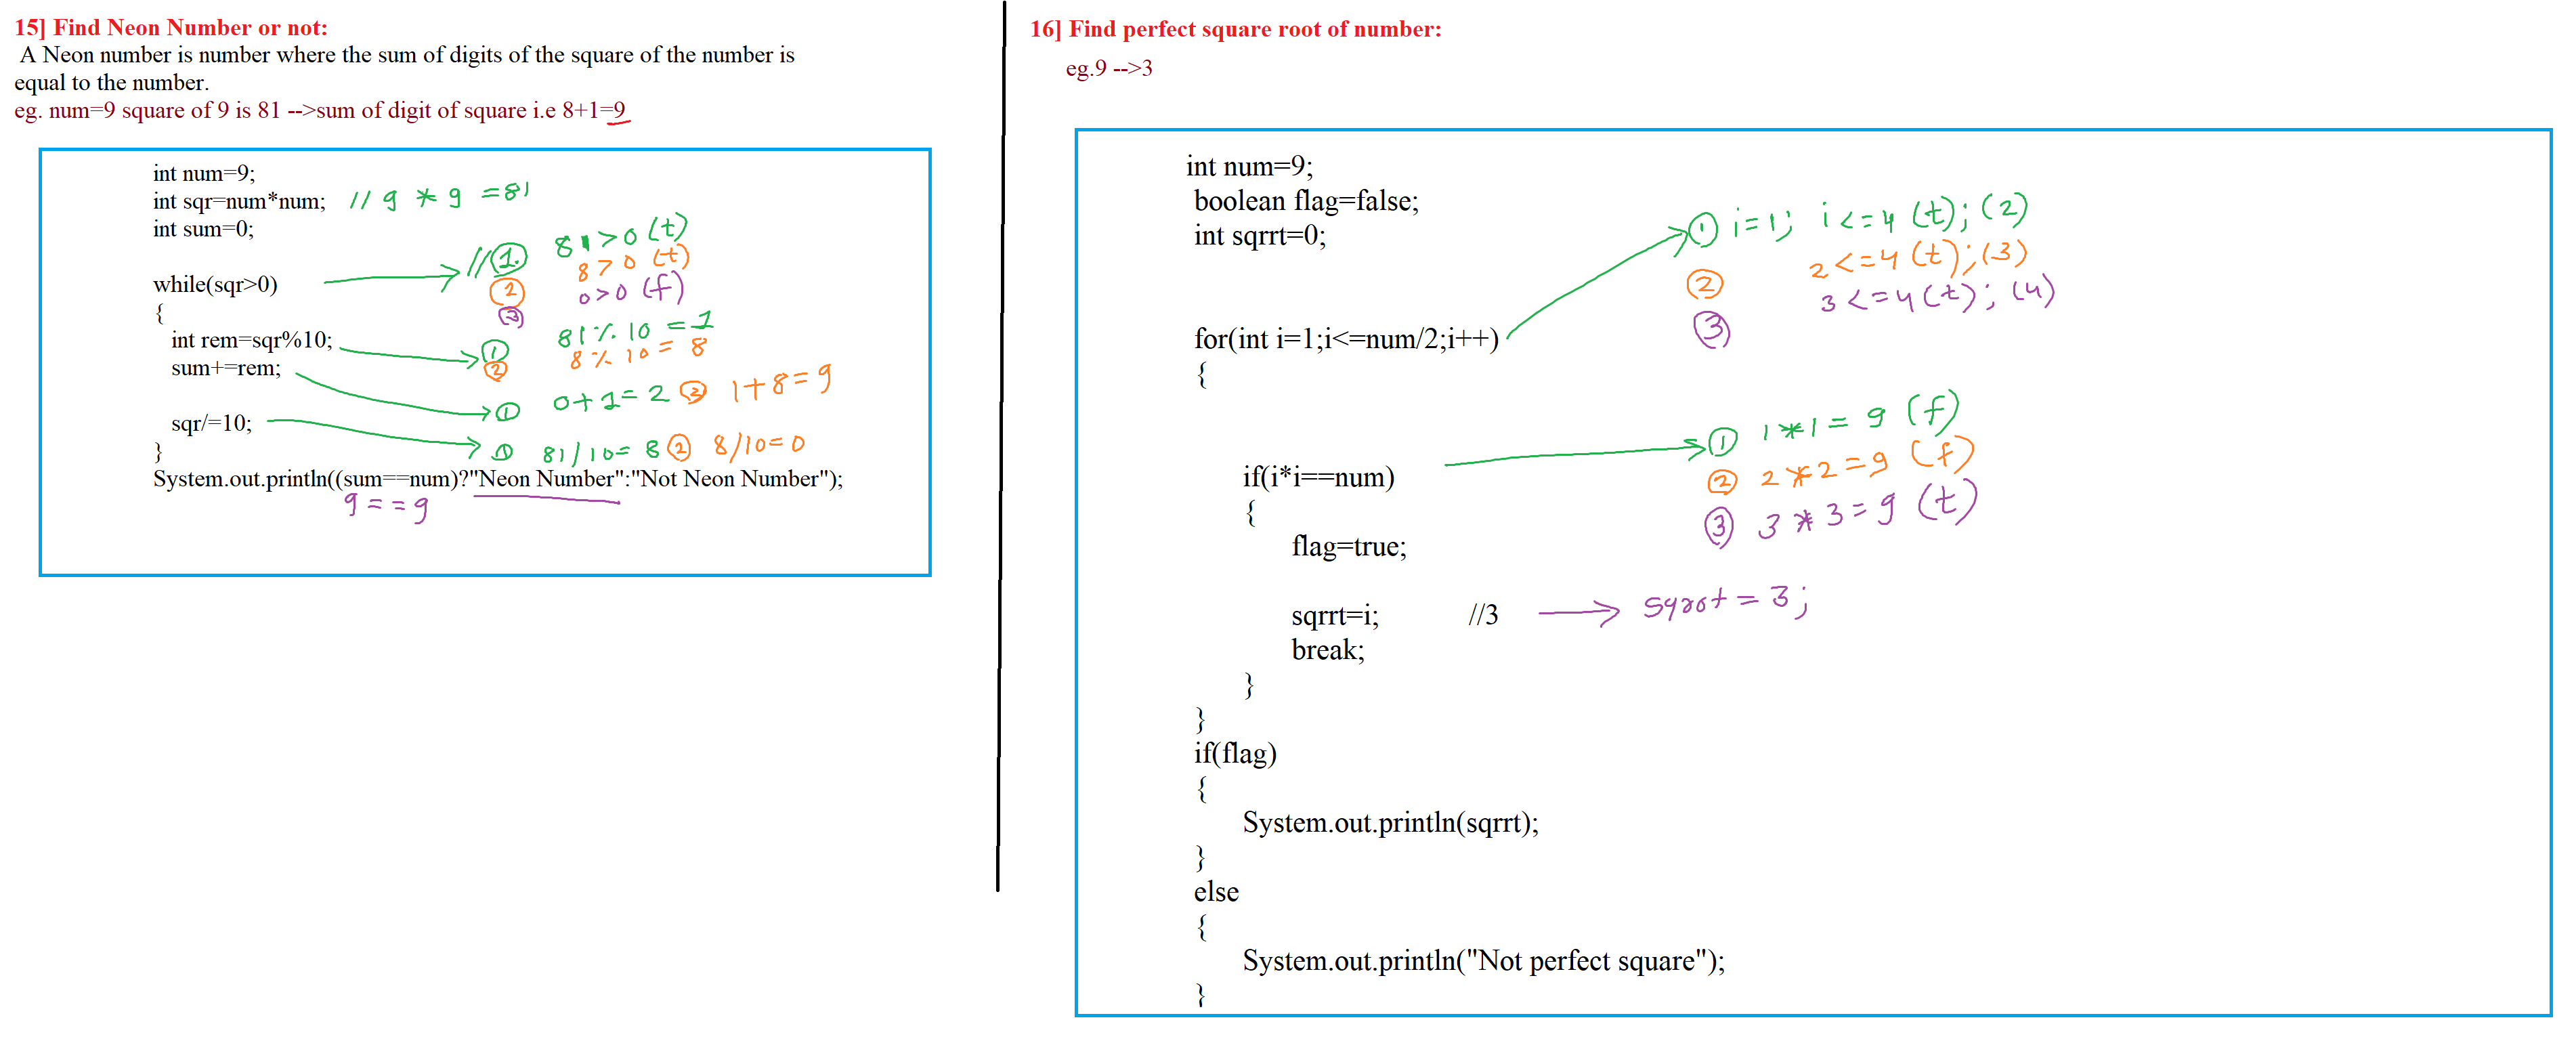 15] Find Neon Number or not:
A Neon number is number where the sum of digits of the square of the number is
equal to the number.
eg. num=9 square of 9 is 81 -->sum of digit of square i.e 8+1=9
int num=9;
int sqr=num*num; // 9 * 9 =81
int sum=0;
while(sqr>0) //1. 81>0 (t)
2 8>0 (t)
3 0>0 (f)
{
int rem=sqr%10; 1 81%10 =1
2 8%10 = 8
sum+=rem; 1 0+1=2 2 1+8=9
sqr/=10; 1 81/10=8 2 8/10=0
}
System.out.println((sum==num)?"Neon Number":"Not Neon Number");
9==9
16] Find perfect square root of number:
eg.9 -->3
int num=9;
boolean flag=false;
int sqrrt=0;
for(int i=1;i<=num/2;i++) 1 i=1; i<=4 (t); (2)
2 2<=4 (t);(3)
3 3<=4(t); (4)
{
if(i*i==num) 1 1*1= 9 (f)
2 2*2=9 (f)
3 3*3=9 (t)
{
flag=true;
sqrrt=i; //3 sqrot=3;
break;
}
}
if(flag)
{
System.out.println(sqrrt);
}
else
{
System.out.println("Not perfect square");
}